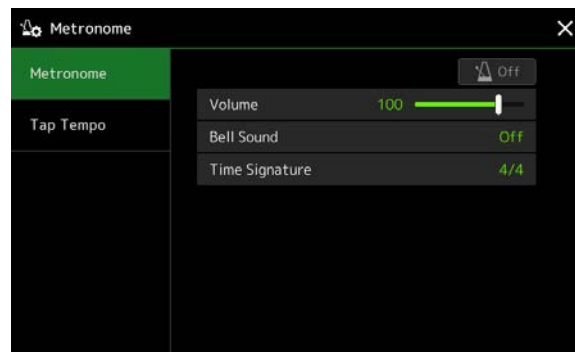 Metronome
Metronome
Off
Volume 100
Tap Tempo
Bell Sound Off
Time Signature 4/4